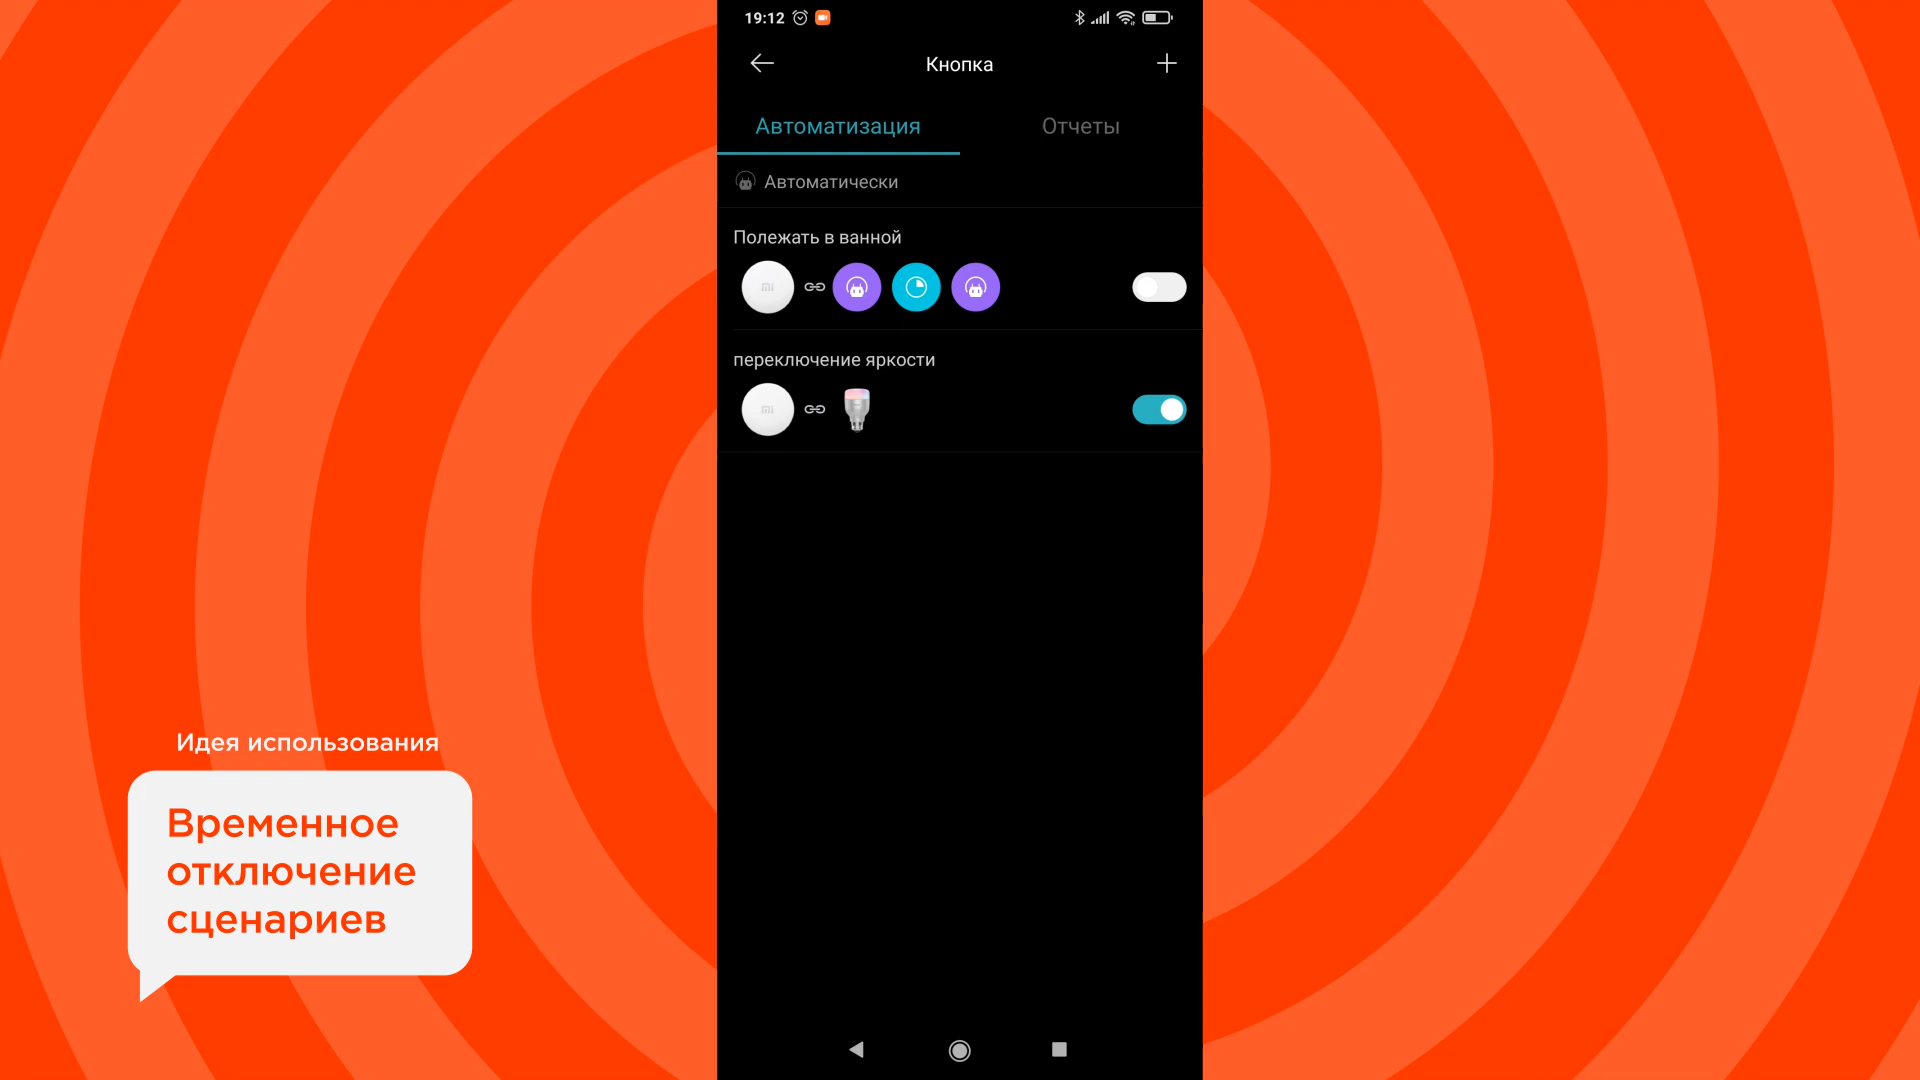 19:12
Кнопка
Автоматизация
Отчеты
Автоматически
Полежать в ванной
переключение яркости
Идея использования
Временное
отключение
сценариев